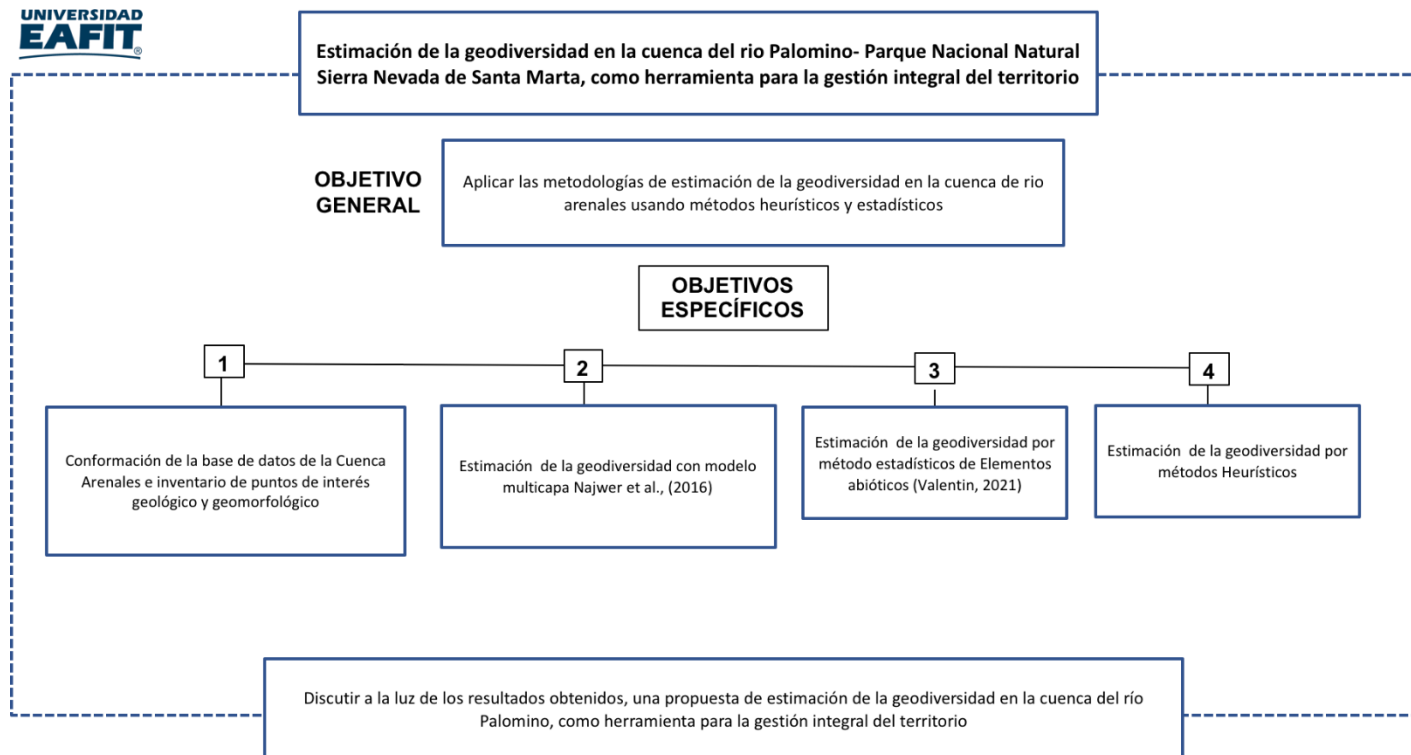 UNIVERSIDAD
EAFIT®
Estimación de la geodiversidad en la cuenca del rio Palomino- Parque Nacional Natural
Sierra Nevada de Santa Marta, como herramienta para la gestión integral del territorio
OBJETIVO
GENERAL
Aplicar las metodologías de estimación de la geodiversidad en la cuenca de rio
arenales usando métodos heurísticos y estadísticos
OBJETIVOS
ESPECÍFICOS
1
2
3
4
Conformación de la base de datos de la Cuenca
Arenales e inventario de puntos de interés
geológico y geomorfológico
Estimación de la geodiversidad con modelo
multicapa Najwer et al., (2016)
Estimación de la geodiversidad por
método estadísticos de Elementos
abióticos (Valentin, 2021)
Estimación de la geodiversidad por
métodos Heurísticos
Discutir a la luz de los resultados obtenidos, una propuesta de estimación de la geodiversidad en la cuenca del río
Palomino, como herramienta para la gestión integral del territorio